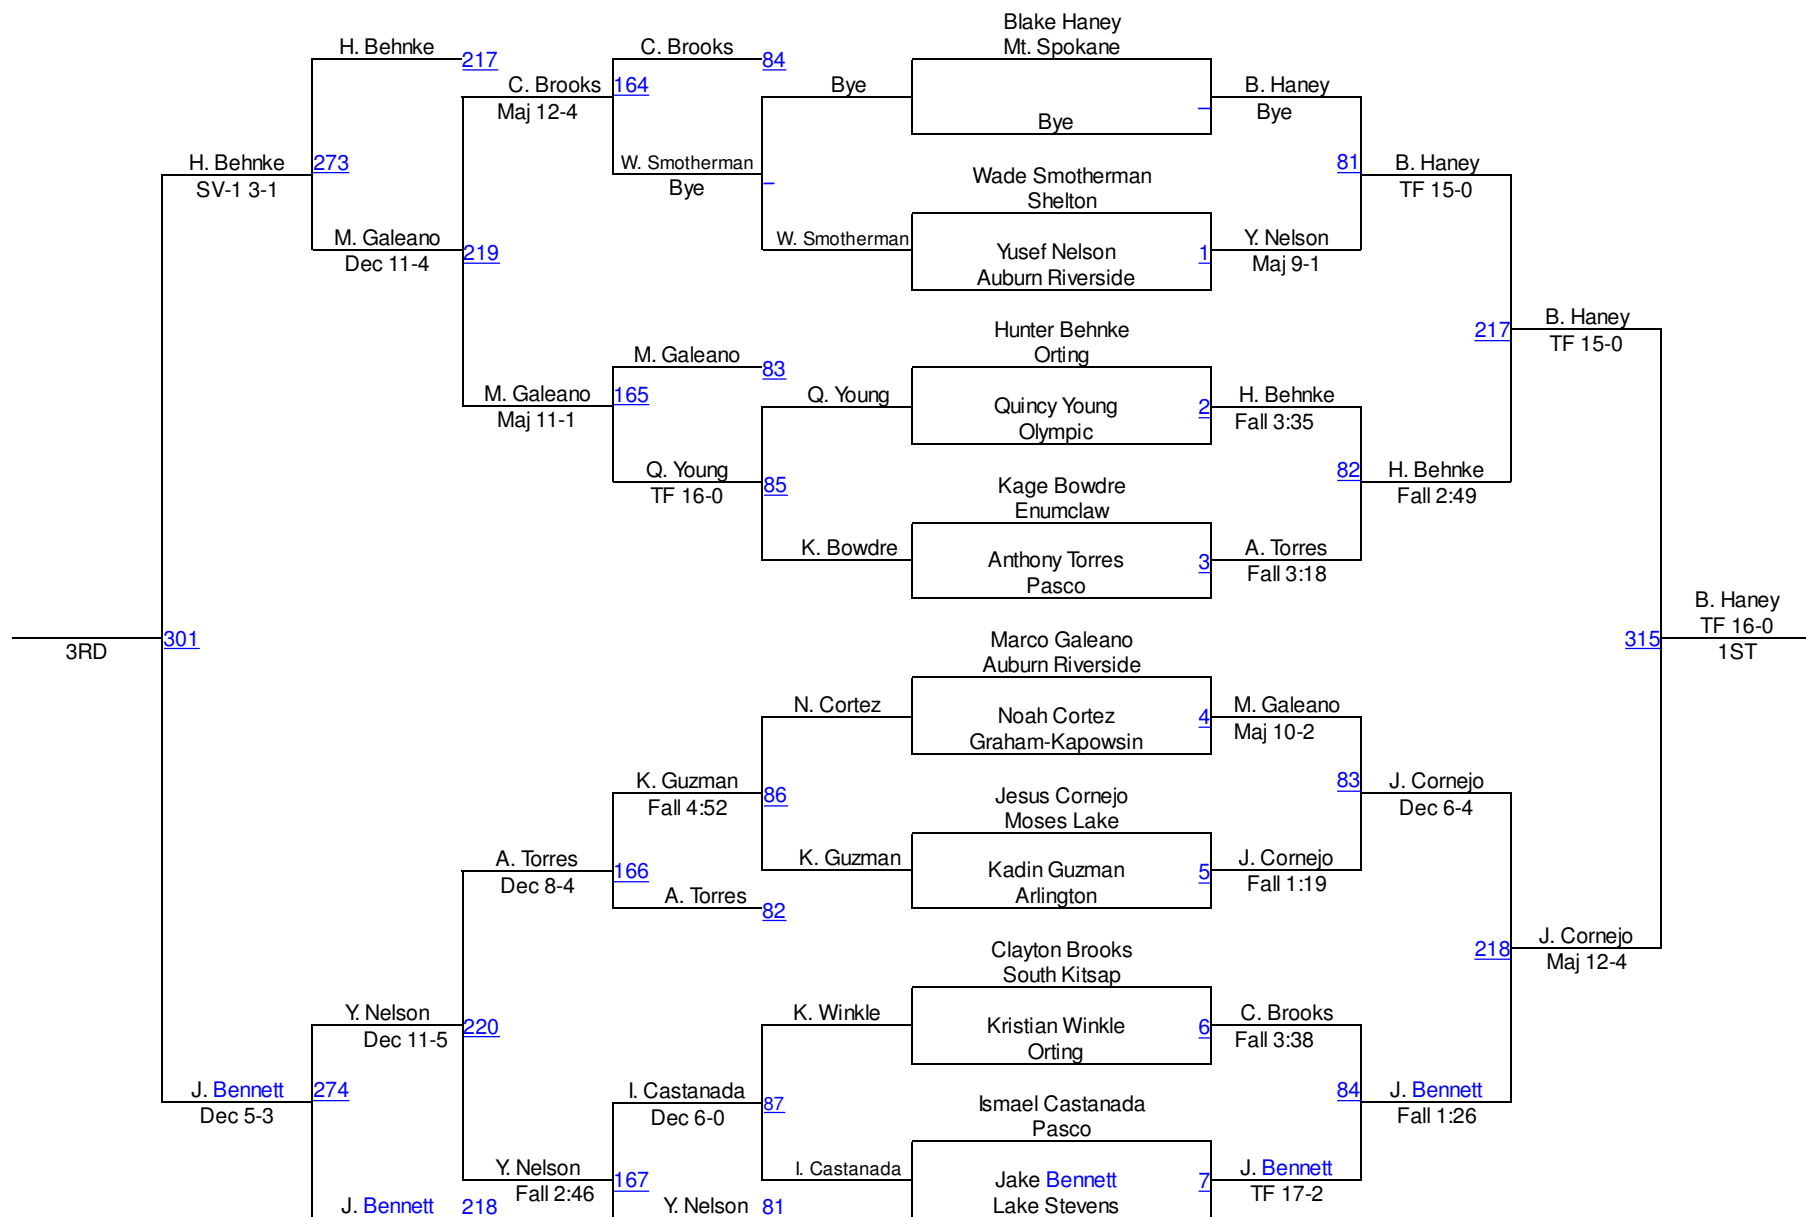 Blake Haney
H. Behnke
C. Brooks
Mt. Spokane
217
84
C. Brooks
164
Bye
B. Haney
Maj 12-4
Bye
Bye
H. Behnke
273
W. Smotherman
81
B. Haney
SV-1 3-1
Bye
Wade Smotherman
TF 15-0
Shelton
M. Galeano
219
W. Smotherman
Yusef Nelson
1
Y. Nelson
Dec 11-4
Auburn Riverside
Maj 9-1
Hunter Behnke
217
B. Haney
M. Galeano
83
Orting
TF 15-0
M. Galeano
165
Q. Young
Quincy Young
2
H. Behnke
Maj 11-1
Olympic
Fall 3:35
Q. Young
85
Kage Bowdre
82
H. Behnke
TF 16-0
Enumclaw
Fall 2:49
K. Bowdre
Anthony Torres
3
A. Torres
Pasco
Fall 3:18
B. Haney
301
Marco Galeano
315
TF 16-0
3RD
Auburn Riverside
1ST
N. Cortez
Noah Cortez
4
M. Galeano
Graham-Kapowsin
Maj 10-2
K. Guzman
86
Jesus Cornejo
83
J. Cornejo
Fall 4:52
Moses Lake
Dec 6-4
A. Torres
166
K. Guzman
Kadin Guzman
5
J. Cornejo
Dec 8-4
Arlington
Fall 1:19
A. Torres
82
Clayton Brooks
218
J. Cornejo
South Kitsap
Maj 12-4
Y. Nelson
220
K. Winkle
Kristian Winkle
6
C. Brooks
Dec 11-5
Orting
Fall 3:38
J. Bennett
274
I. Castanada
87
Ismael Castanada
84
J. Bennett
Dec 5-3
Dec 6-0
Pasco
Fall 1:26
Y. Nelson
167
I. Castanada
Jake Bennett
7
J. Bennett
Fall 2:46
Lake Stevens
TF 17-2
J. Bennett
218
Y. Nelson
81